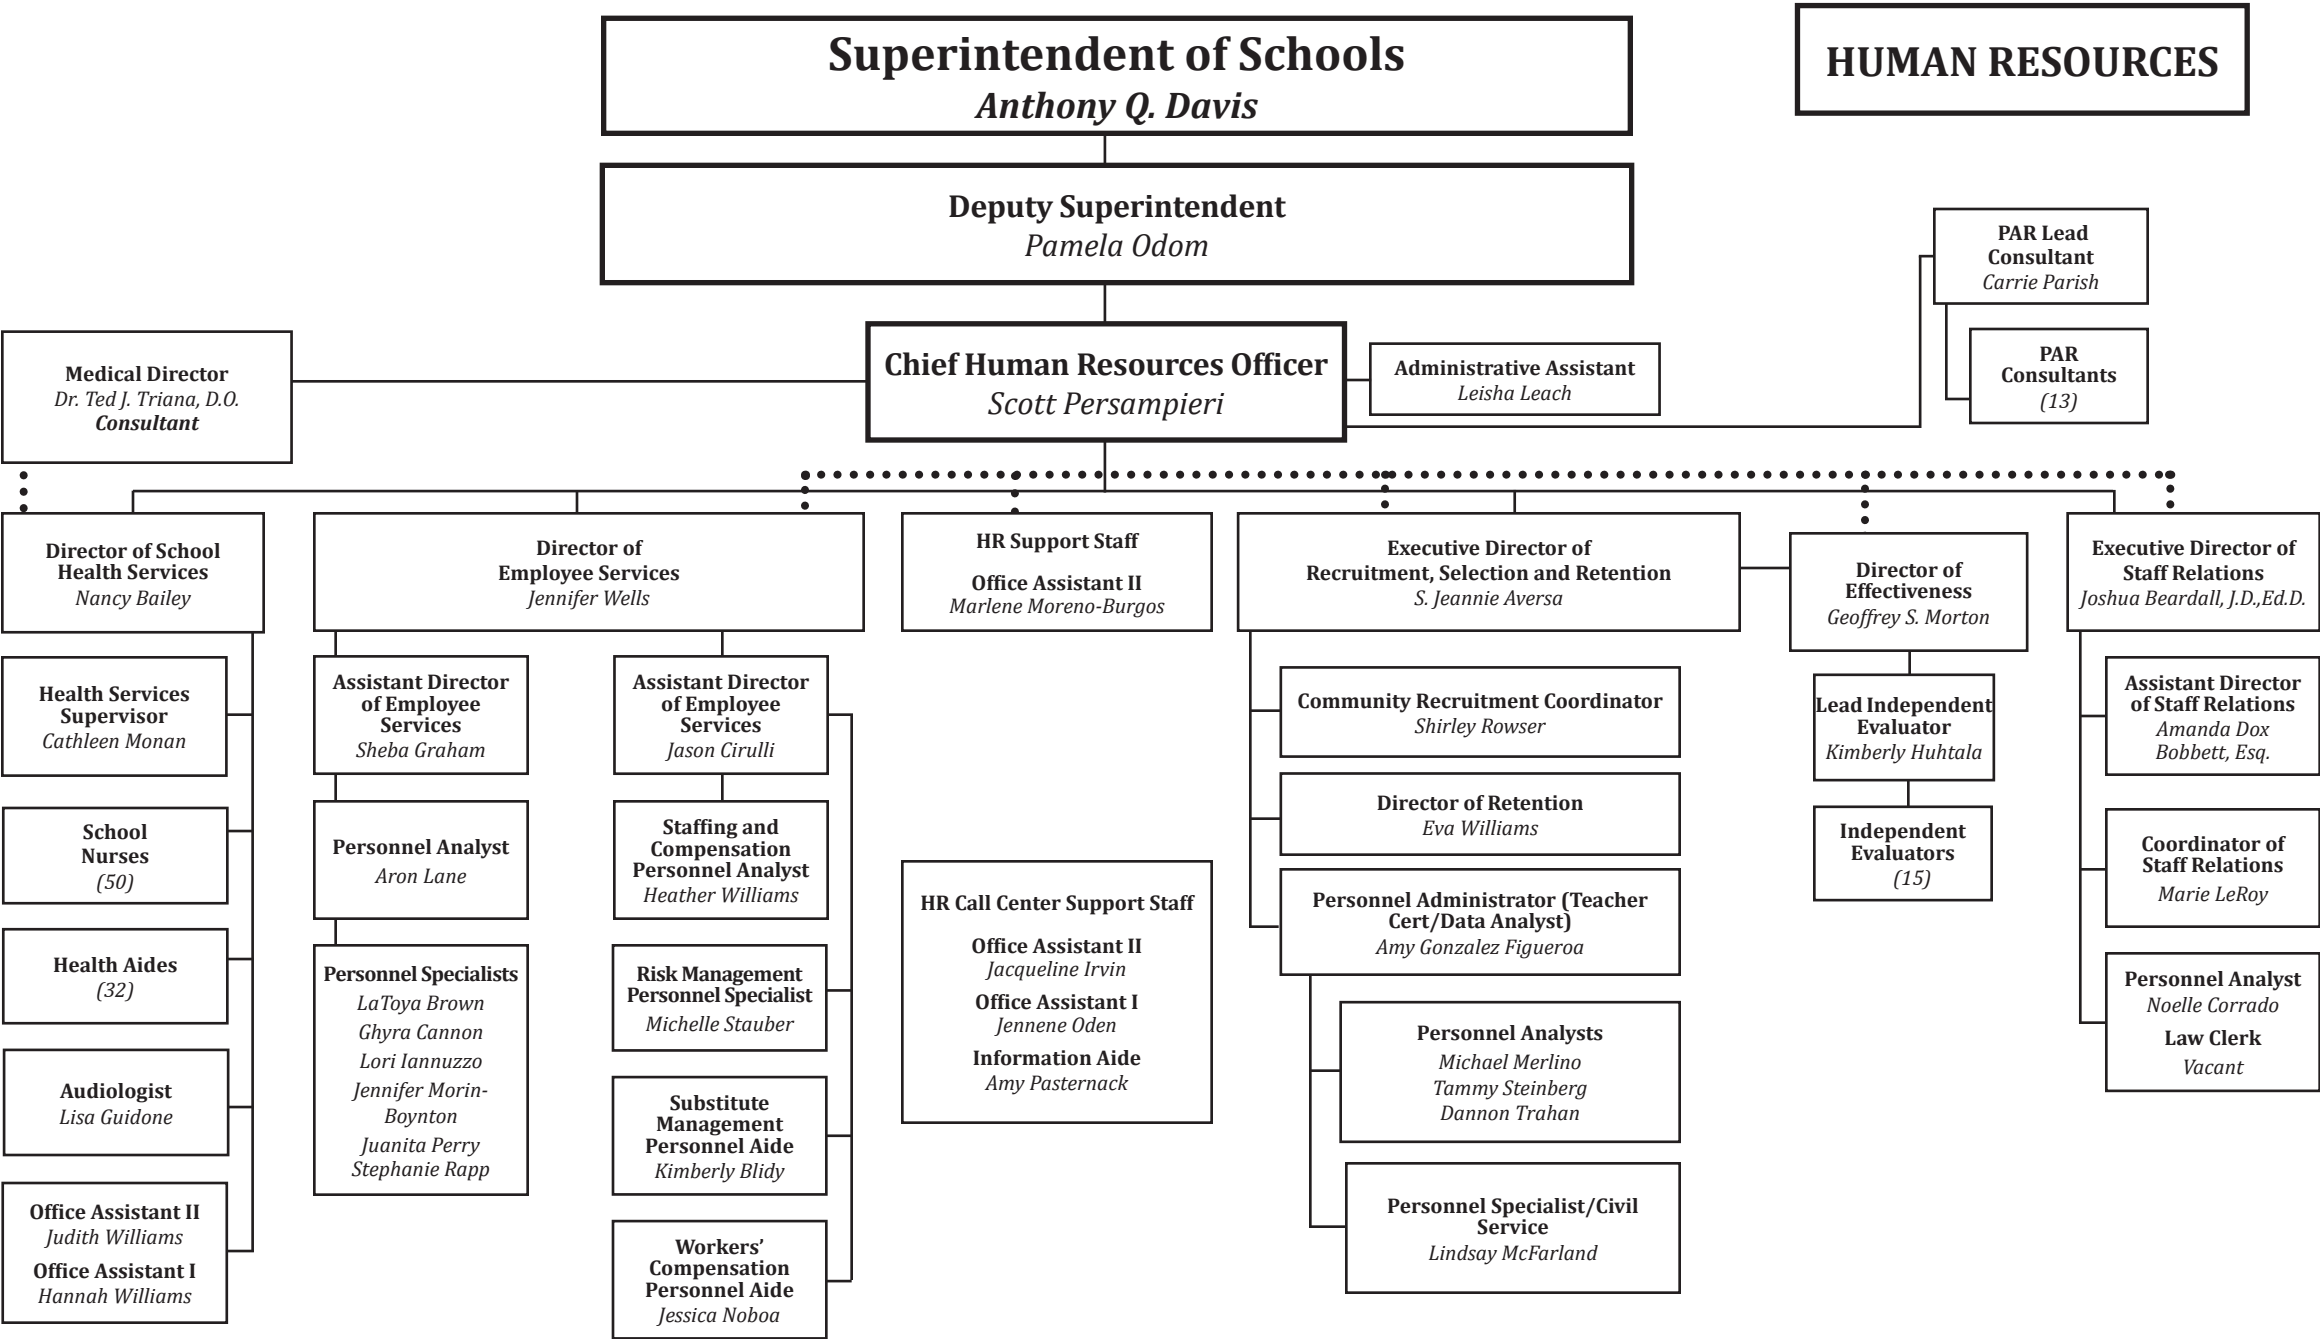 Superintendent of Schools
Anthony Q. Davis
HUMAN RESOURCES
Deputy Superintendent
Pamela Odom
PAR Lead
Consultant
Carrie Parish
PAR
Consultants
(13)
Chief Human Resources Officer
Scott Persampieri
Administrative Assistant
Leisha Leach
Medical Director
Dr. Ted J. Triana, D.O.
Consultant
Director of School
Health Services
Nancy Bailey
Health Services
Supervisor
Cathleen Monan
School
Nurses
(50)
Health Aides
(32)
Audiologist
Lisa Guidone
Office Assistant II
Judith Williams
Office Assistant I
Hannah Williams
Director of
Employee Services
Jennifer Wells
Assistant Director
of Employee
Services
Sheba Graham
Personnel Analyst
Aron Lane
Personnel Specialists
LaToya Brown
Ghyra Cannon
Lori Iannuzzo
Jennifer Morin-
Boynton
Juanita Perry
Stephanie Rapp
Assistant Director
of Employee
Services
Jason Cirulli
Staffing and
Compensation
Personnel Analyst
Heather Williams
Risk Management
Personnel Specialist
Michelle Stauber
Substitute
Management
Personnel Aide
Kimberly Blidy
Workers’
Compensation
Personnel Aide
Jessica Noboa
HR Support Staff
Office Assistant II
Marlene Moreno-Burgos
HR Call Center Support Staff
Office Assistant II
Jacqueline Irvin
Office Assistant I
Jennene Oden
Information Aide
Amy Pasternack
Executive Director of
Recruitment, Selection and Retention
S. Jeannie Aversa
Community Recruitment Coordinator
Shirley Rowser
Director of Retention
Eva Williams
Personnel Administrator (Teacher
Cert/Data Analyst)
Amy Gonzalez Figueroa
Personnel Analysts
Michael Merlino
Tammy Steinberg
Dannon Trahan
Personnel Specialist/Civil
Service
Lindsay McFarland
Director of
Effectiveness
Geoffrey S. Morton
Lead Independent
Evaluator
Kimberly Huhtala
Independent
Evaluators
(15)
Executive Director of
Staff Relations
Joshua Beardall, J.D.,Ed.D.
Assistant Director
of Staff Relations
Amanda Dox
Bobbett, Esq.
Coordinator of
Staff Relations
Marie LeRoy
Personnel Analyst
Noelle Corrado
Law Clerk
Vacant